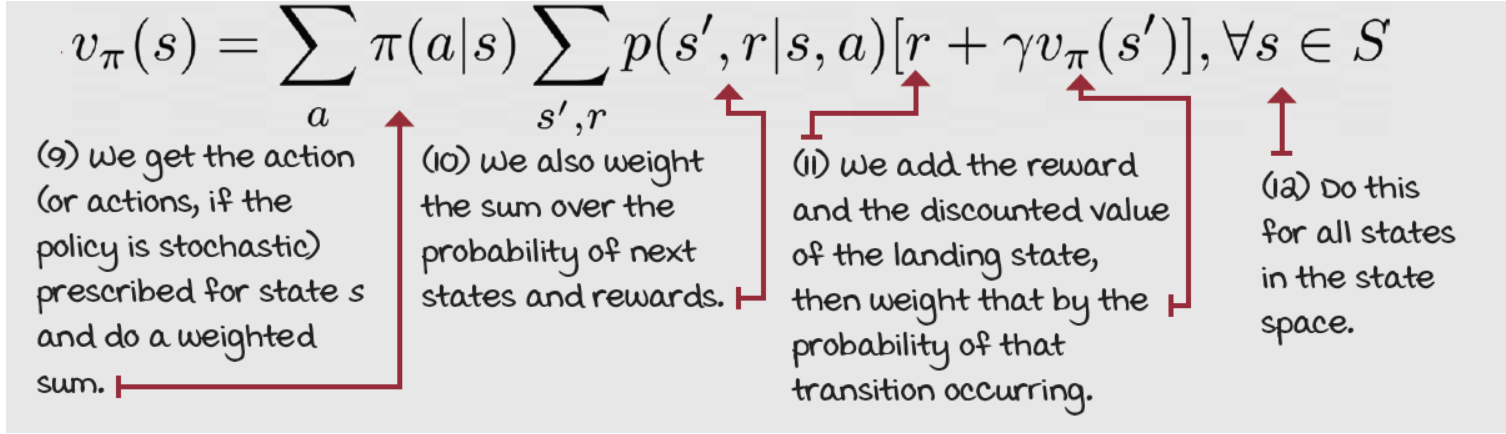 v_π(s) = ∑_a π(a|s) ∑_{s′,r} p(s′, r|s, a)[r + γv_π(s′)], ∀s ∈ S
(9) We get the action
(or actions, if the
policy is stochastic)
prescribed for state s
and do a weighted
sum.
(10) We also weight
the sum over the
probability of next
states and rewards.
(11) We add the reward
and the discounted value
of the landing state,
then weight that by the
probability of that
transition occurring.
(12) Do this
for all states
in the state
space.